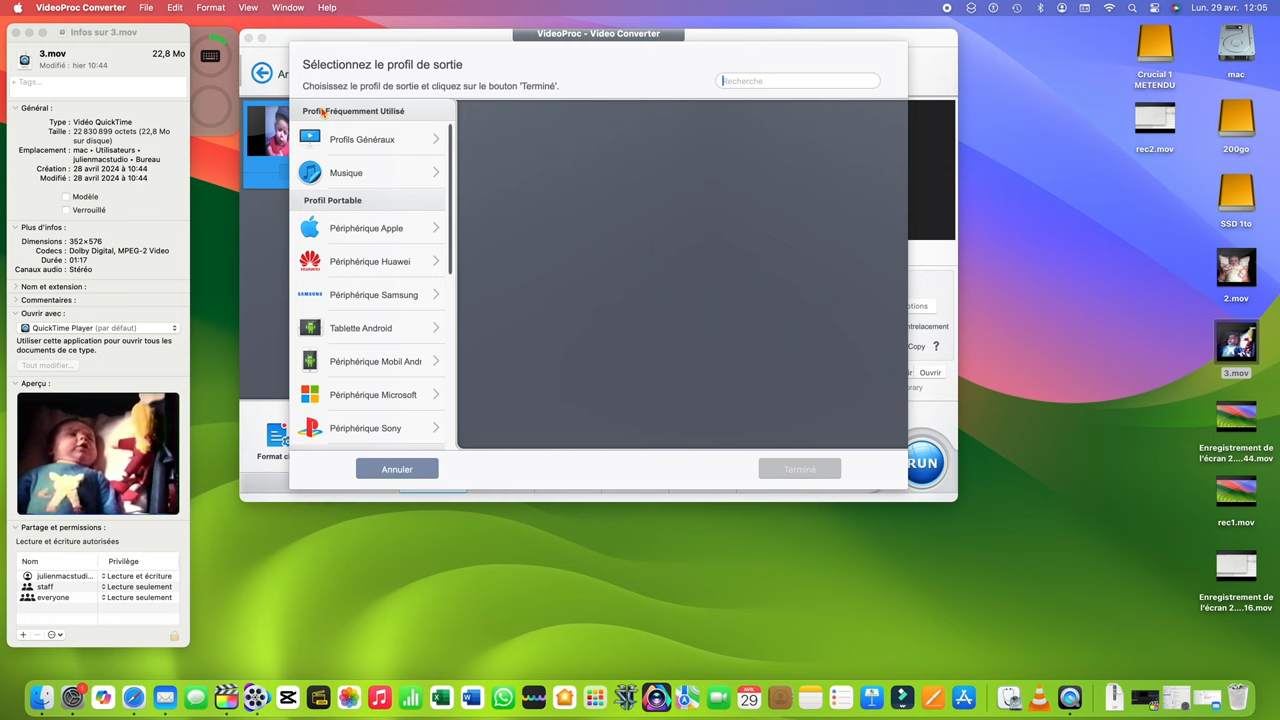 VideoProc Converter File Edit Format View Window Help
Lun. 29 avr. 12:05
Infos sur 3.mov
3.mov 22,8 Mo
Modifié : hier 10:44
+ Tags...
Général :
Type : Vidéo QuickTime
Taille : 22 830 899 octets (22,8 Mo
sur disque)
Emplacement : mac • Utilisateurs •
julienmacstudio • Bureau
Création : 28 avril 2024 à 10:44
Modifié : 28 avril 2024 à 10:44
Modèle
Verrouillé
Plus d'infos :
Dimensions : 352×576
Codecs : Dolby Digital, MPEG-2 Video
Durée : 01:17
Canaux audio : Stéréo
Nom et extension :
Commentaires :
Ouvrir avec :
QuickTime Player (par défaut)
Utiliser cette application pour ouvrir tous les
documents de ce type.
Tout modifier...
Aperçu :
Partage et permissions :
Lecture et écriture autorisées
Nom Privilège
julienmacstudi... Lecture et écriture
staff Lecture seulement
everyone Lecture seulement
VideoProc - Video Converter
Sélectionnez le profil de sortie
Choisissez le profil de sortie et cliquez sur le bouton 'Terminé'.
Recherche
Profil Fréquemment Utilisé
Profils Généraux
Musique
Profil Portable
Périphérique Apple
Périphérique Huawei
HUAWEI
SAMSUNG Périphérique Samsung
Tablette Android
Périphérique Mobil Andr
Périphérique Microsoft
Périphérique Sony
Annuler
Terminé
Ar
Format c
ptions
ntrelacement
Copy ?
ir Ouvrir
rary
RUN
Crucial 1
METENDU
mac
rec2.mov
200go
SSD 1to
2.mov
3.mov
Enregistrement de
l'écran 2....44.mov
rec1.mov
Enregistrement de
l'écran 2....16.mov
AVR
29